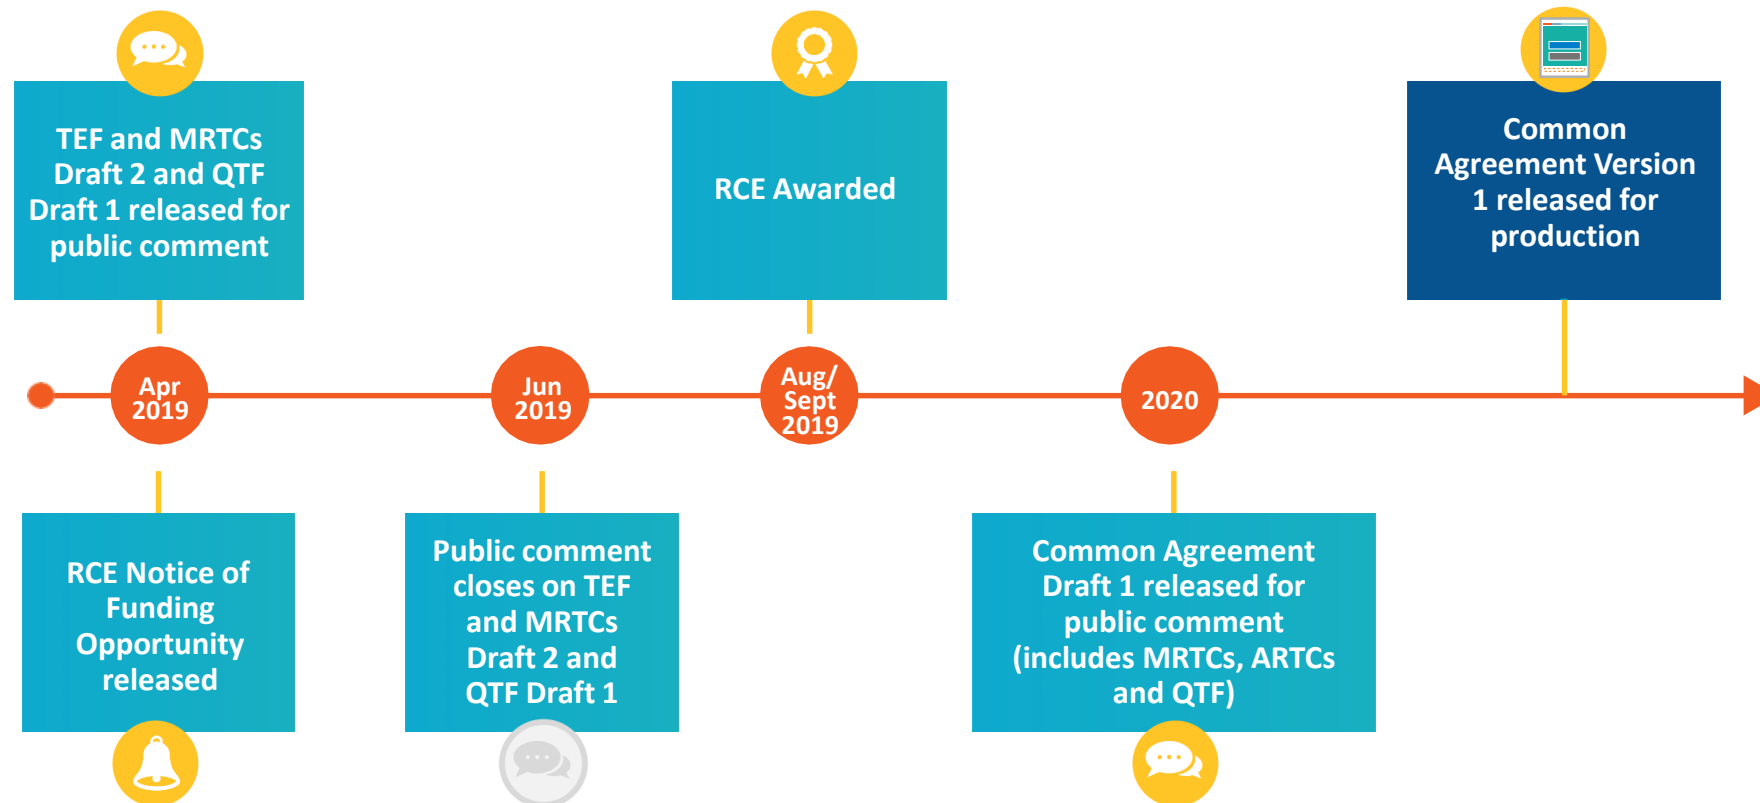 TEF and MRTCs
Draft 2 and QTF
Draft 1 released for
public comment
RCE Awarded
Common
Agreement Version
1 released for
production
Apr
2019
Jun
2019
Aug/
Sept
2019
2020
RCE Notice of
Funding
Opportunity
released
Public comment
closes on TEF
and MRTCs
Draft 2 and
QTF Draft 1
Common Agreement
Draft 1 released for
public comment
(includes MRTCs, ARTCs
and QTF)